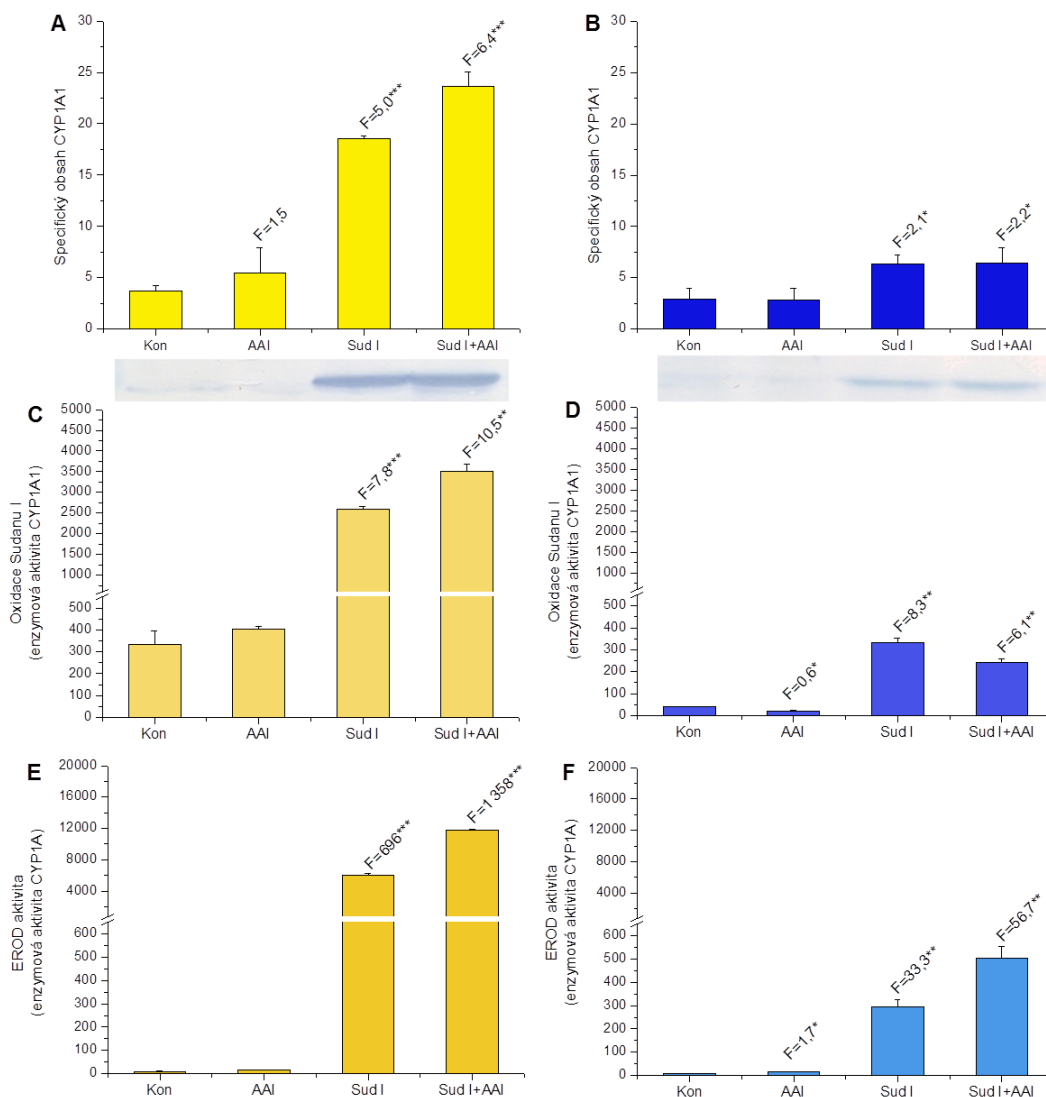 A
Specifický obsah CYP1A1
30
25
20
15
10
5
0
F=1,5
F=5,0***
F=6,4***
Kon AAI Sud I Sud I+AAI
B
Specifický obsah CYP1A1
30
25
20
15
10
5
0
F=2,1*
F=2,2*
Kon AAI Sud I Sud I+AAI
C
Oxidace Sudanu I
(enzymová aktivita CYP1A1)
5000
4500
4000
3500
3000
2500
2000
1500
1000
500
400
300
200
100
0
F=7,8***
F=10,5**
Kon AAI Sud I Sud I+AAI
D
Oxidace Sudanu I
(enzymová aktivita CYP1A1)
5000
4500
4000
3500
3000
2500
2000
1500
1000
500
400
300
200
100
0
F=0,6*
F=8,3**
F=6,1**
Kon AAI Sud I Sud I+AAI
E
EROD aktivita
(enzymová aktivita CYP1A)
20000
16000
12000
8000
4000
600
500
400
300
200
100
0
F=696***
F=1 358***
Kon AAI Sud I Sud I+AAI
F
EROD aktivita
(enzymová aktivita CYP1A)
20000
16000
12000
8000
4000
600
500
400
300
200
100
0
F=1,7*
F=33,3**
F=56,7**
Kon AAI Sud I Sud I+AAI